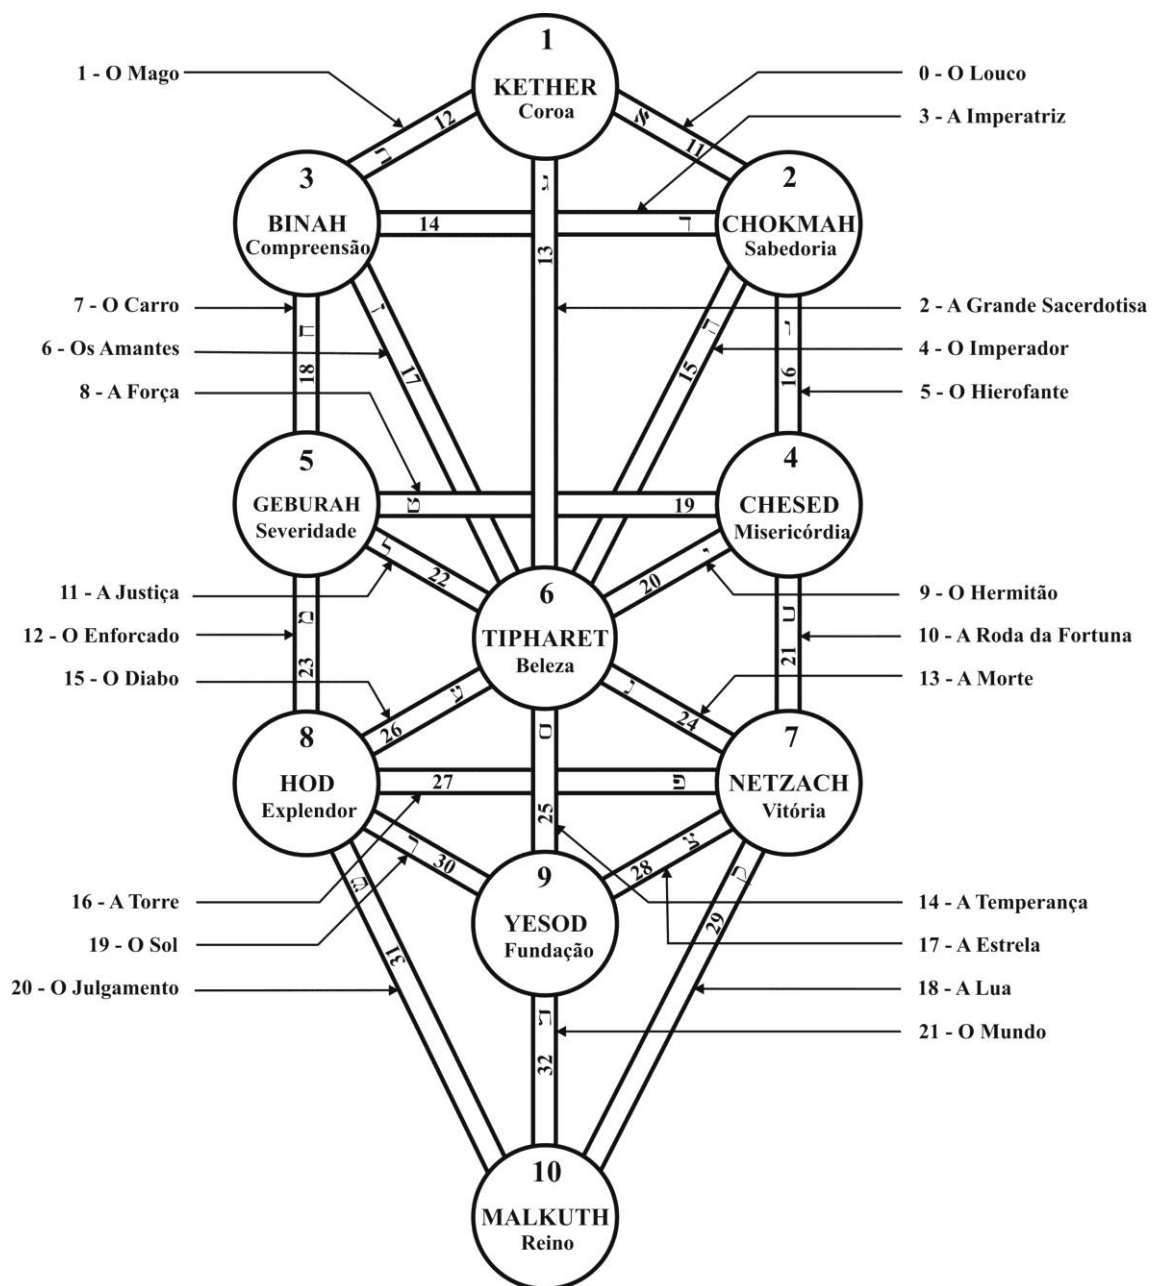 1
KETHER
Coroa
1 - O Mago
0 - O Louco
12
ב
א
11
3 - A Imperatriz
3
BINAH
Compreensão
2
CHOKMAH
Sabedoria
ג
13
14
ד
7 - O Carro
6 - Os Amantes
8 - A Força
2 - A Grande Sacerdotisa
4 - O Imperador
5 - O Hierofante
ח
18
ז
17
ה
15
16
5
GEBURAH
Severidade
4
CHESED
Misericórdia
ט
19
ל
22
י
20
11 - A Justiça
12 - O Enforcado
15 - O Diabo
9 - O Hermitão
10 - A Roda da Fortuna
13 - A Morte
6
TIPHARET
Beleza
מ
23
21
ע
26
נ
24
ס
25
8
HOD
Explendor
7
NETZACH
Vitória
27
פ
30
28
צ
ק
29
ש
31
16 - A Torre
19 - O Sol
20 - O Julgamento
14 - A Temperança
17 - A Estrela
18 - A Lua
21 - O Mundo
9
YESOD
Fundação
ת
32
10
MALKUTH
Reino